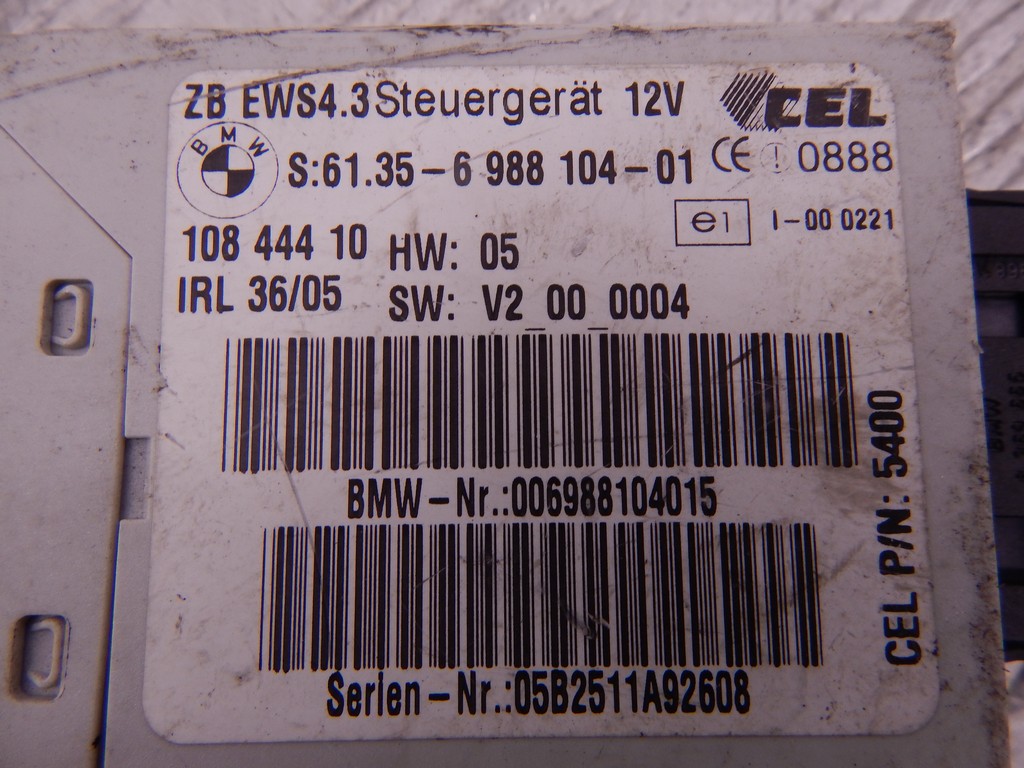 ZB EWS4.3 Steuergerät 12V CEL
BMW
S:61.35-6 988 104-01 CE ! 0888
e1 I-00 0221
108 444 10 HW: 05
IRL 36/05 SW: V2_00_0004
BMW-Nr.:006988104015
Serien-Nr.:05B2511A92608
CEL P/N: 5400
BMW